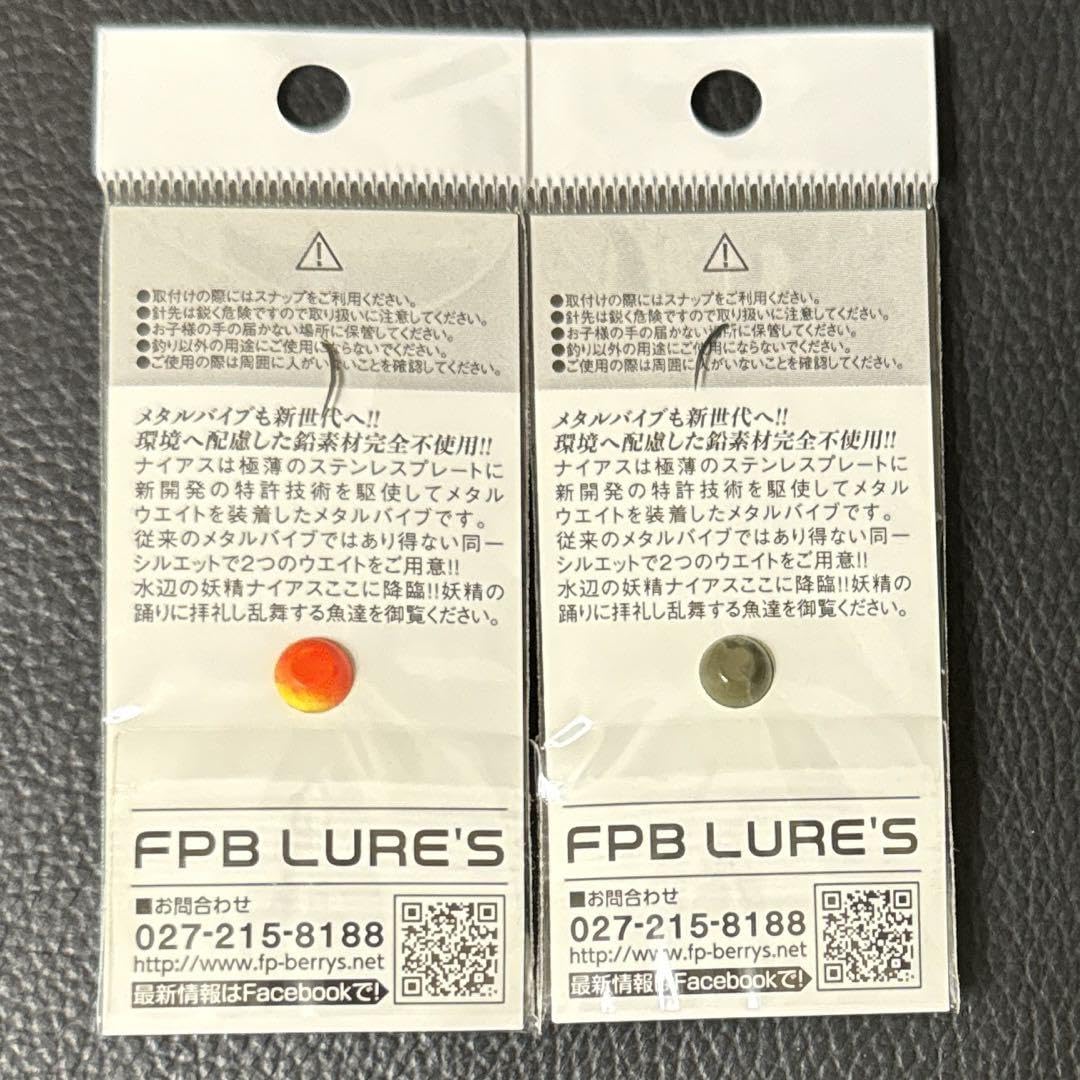 ●取付けの際にはスナップをご利用ください。
●針先は鋭く危険ですので取り扱いに注意してください。
●お子様の手の届かない場所に保管してください。
●釣り以外の用途にご使用にならないでください。
●ご使用の際は周囲に人がいないことを確認してください。
メタルバイブも新世代へ!!
環境へ配慮した鉛素材完全不使用!!
ナイアスは極薄のステンレスプレートに
新開発の特許技術を駆使してメタル
ウエイトを装着したメタルバイブです。
従来のメタルバイブではあり得ない同一
シルエットで2つのウエイトをご用意!!
水辺の妖精ナイアスここに降臨!!妖精の
踊りに拝礼し乱舞する魚達を御覧ください。
FPB LURE'S
■お問合わせ
027-215-8188
http://www.fp-berrys.net
最新情報はFacebookで!
●取付けの際にはスナップをご利用ください。
●針先は鋭く危険ですので取り扱いに注意してください。
●お子様の手の届かない場所に保管してください。
●釣り以外の用途にご使用にならないでください。
●ご使用の際は周囲に人がいないことを確認してください。
メタルバイブも新世代へ!!
環境へ配慮した鉛素材完全不使用!!
ナイアスは極薄のステンレスプレートに
新開発の特許技術を駆使してメタル
ウエイトを装着したメタルバイブです。
従来のメタルバイブではあり得ない同一
シルエットで2つのウエイトをご用意!!
水辺の妖精ナイアスここに降臨!!妖精の
踊りに拝礼し乱舞する魚達を御覧ください。
FPB LURE'S
■お問合わせ
027-215-8188
http://www.fp-berrys.net
最新情報はFacebookで!